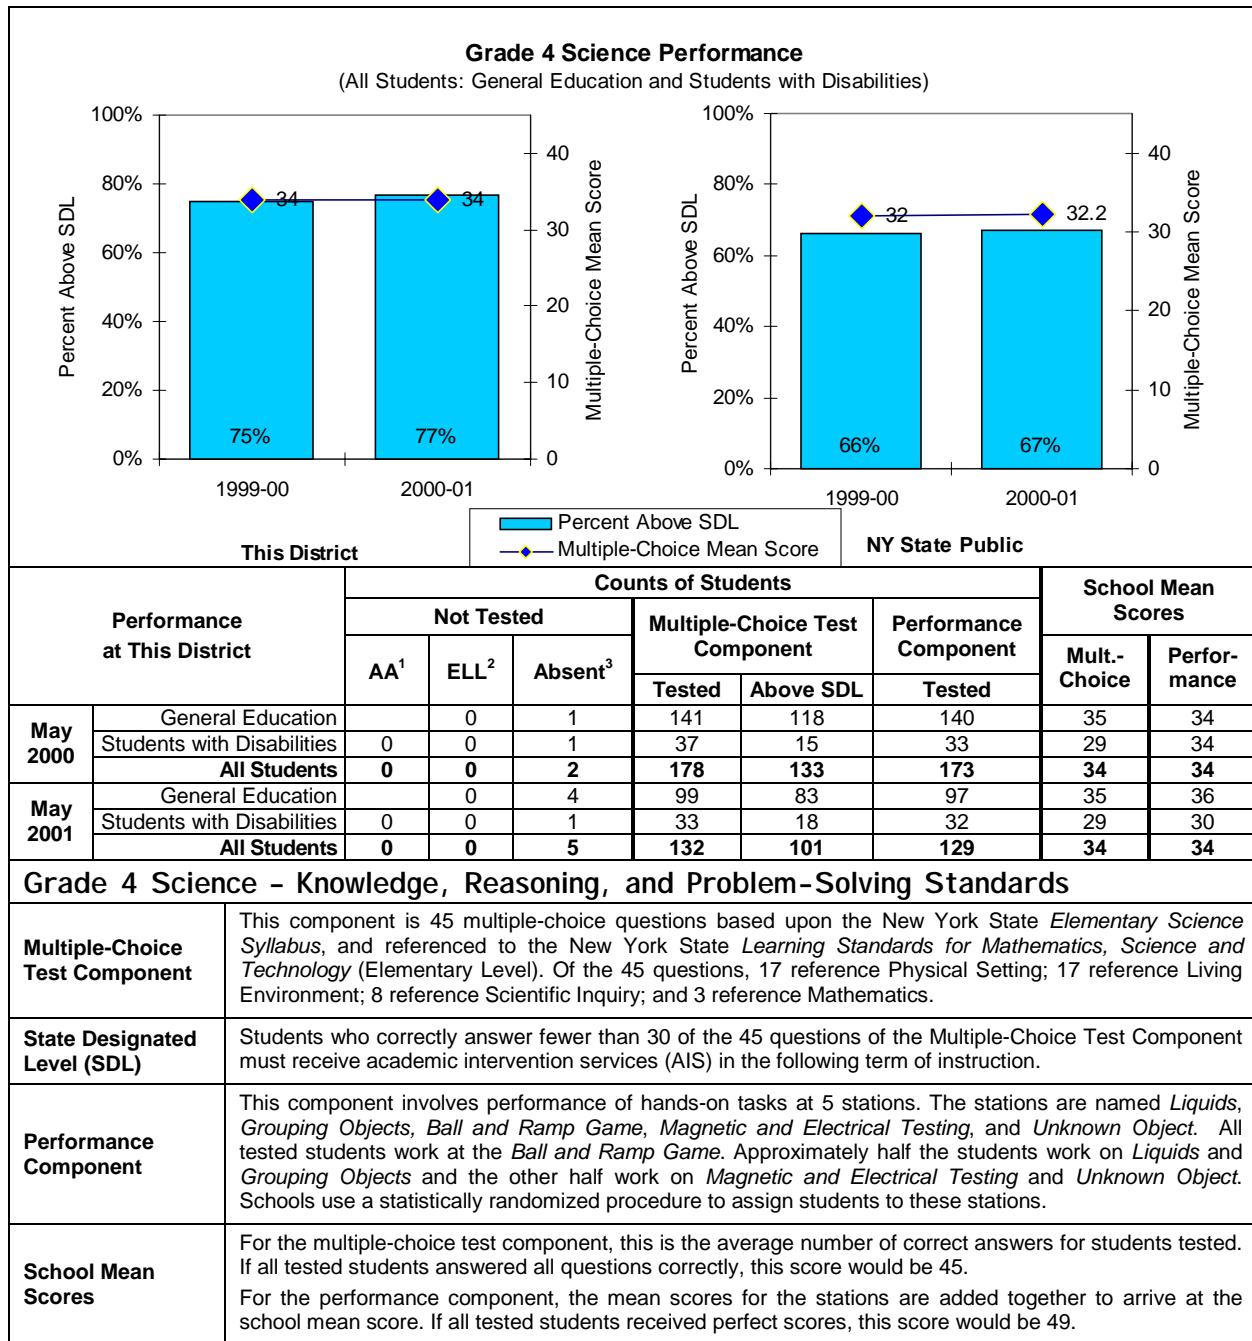 Grade 4 Science Performance
(All Students: General Education and Students with Disabilities)
100%
80%
60%
40%
20%
0%
Percent Above SDL
34
34
75%
77%
40
30
20
10
0
Multiple-Choice Mean Score
1999-00
2000-01
This District
100%
80%
60%
40%
20%
0%
Percent Above SDL
32
32.2
66%
67%
40
30
20
10
0
Multiple-Choice Mean Score
1999-00
2000-01
NY State Public
Percent Above SDL
Multiple-Choice Mean Score
Performance
at This District
Counts of Students
School Mean
Scores
Not Tested
Multiple-Choice Test
Component
Performance
Component
Mult.-
Choice
Perfor-
mance
AA1 ELL2 Absent3
Tested Above SDL Tested
May
2000
General Education 0 1 141 118 140 35 34
Students with Disabilities 0 0 1 37 15 33 29 34
All Students 0 0 2 178 133 173 34 34
May
2001
General Education 0 4 99 83 97 35 36
Students with Disabilities 0 0 1 33 18 32 29 30
All Students 0 0 5 132 101 129 34 34
Grade 4 Science – Knowledge, Reasoning, and Problem-Solving Standards
Multiple-Choice
Test Component
This component is 45 multiple-choice questions based upon the New York State Elementary Science
Syllabus, and referenced to the New York State Learning Standards for Mathematics, Science and
Technology (Elementary Level). Of the 45 questions, 17 reference Physical Setting; 17 reference Living
Environment; 8 reference Scientific Inquiry; and 3 reference Mathematics.
State Designated
Level (SDL)
Students who correctly answer fewer than 30 of the 45 questions of the Multiple-Choice Test Component
must receive academic intervention services (AIS) in the following term of instruction.
Performance
Component
This component involves performance of hands-on tasks at 5 stations. The stations are named Liquids,
Grouping Objects, Ball and Ramp Game, Magnetic and Electrical Testing, and Unknown Object. All
tested students work at the Ball and Ramp Game. Approximately half the students work on Liquids and
Grouping Objects and the other half work on Magnetic and Electrical Testing and Unknown Object.
Schools use a statistically randomized procedure to assign students to these stations.
School Mean
Scores
For the multiple-choice test component, this is the average number of correct answers for students tested.
If all tested students answered all questions correctly, this score would be 45.
For the performance component, the mean scores for the stations are added together to arrive at the
school mean score. If all tested students received perfect scores, this score would be 49.